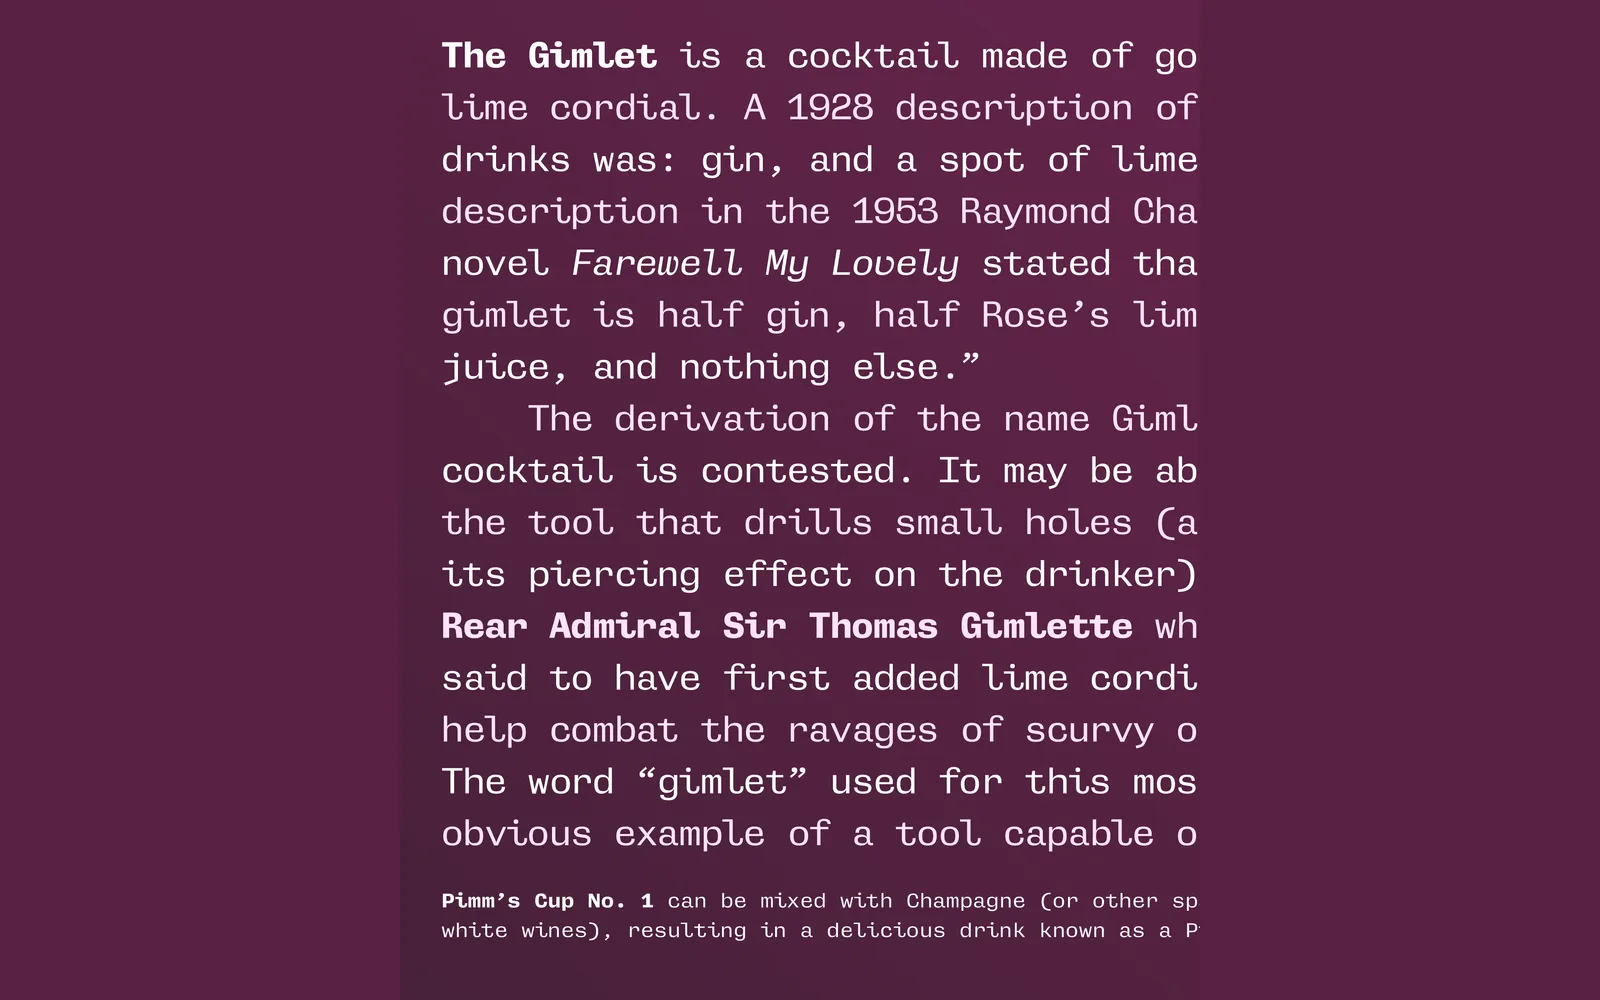 The Gimlet is a cocktail made of go
lime cordial. A 1928 description of
drinks was: gin, and a spot of lime
description in the 1953 Raymond Cha
novel Farewell My Lovely stated tha
gimlet is half gin, half Rose’s lim
juice, and nothing else.”
The derivation of the name Giml
cocktail is contested. It may be ab
the tool that drills small holes (a
its piercing effect on the drinker)
Rear Admiral Sir Thomas Gimlette wh
said to have first added lime cordi
help combat the ravages of scurvy o
The word “gimlet” used for this mos
obvious example of a tool capable o
Pimm’s Cup No. 1 can be mixed with Champagne (or other sp
white wines), resulting in a delicious drink known as a P